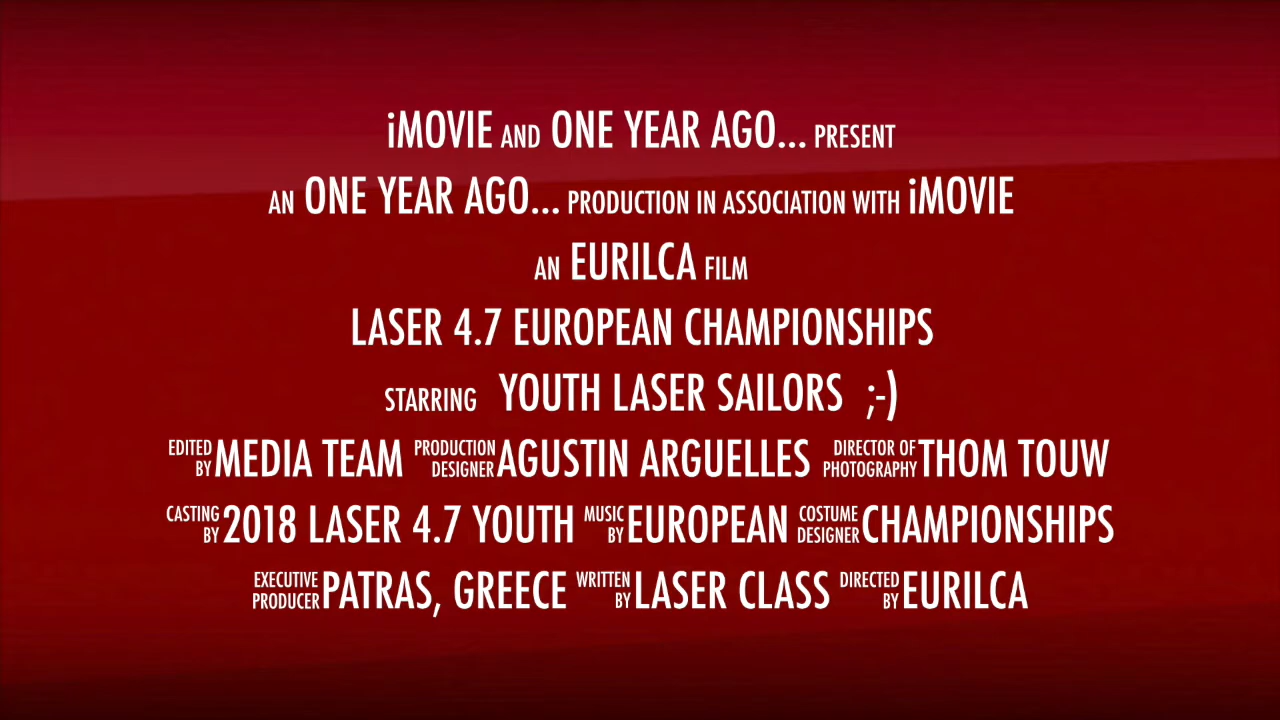 iMOVIE AND ONE YEAR AGO... PRESENT
AN ONE YEAR AGO... PRODUCTION IN ASSOCIATION WITH iMOVIE
AN EURILCA FILM
LASER 4.7 EUROPEAN CHAMPIONSHIPS
STARRING YOUTH LASER SAILORS ;-)
EDITED BY MEDIA TEAM PRODUCTION DESIGNER AGUSTIN ARGUELLES DIRECTOR OF PHOTOGRAPHY THOM TOUW
CASTING BY 2018 LASER 4.7 YOUTH MUSIC BY EUROPEAN COSTUME DESIGNER CHAMPIONSHIPS
EXECUTIVE PRODUCER PATRAS, GREECE WRITTEN BY LASER CLASS DIRECTED BY EURILCA